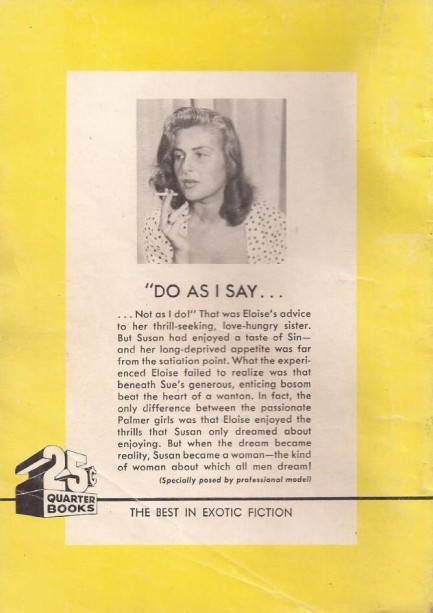 "DO AS I SAY...
...Not as I do!" That was Eloise's advice
to her thrill-seeking, love-hungry sister.
But Susan had enjoyed a taste of Sin—
and her long-deprived appetite was far
from the satiation point. What the experi-
enced Eloise failed to realize was that
beneath Sue's generous, enticing bosom
beat the heart of a wanton. In fact, the
only difference between the passionate
Palmer girls was that Eloise enjoyed the
thrills that Susan only dreamed about
enjoying. But when the dream became
reality, Susan became a woman—the kind
of woman about which all men dream!
(Specially posed by professional model)
25¢
QUARTER
BOOKS
THE BEST IN EXOTIC FICTION